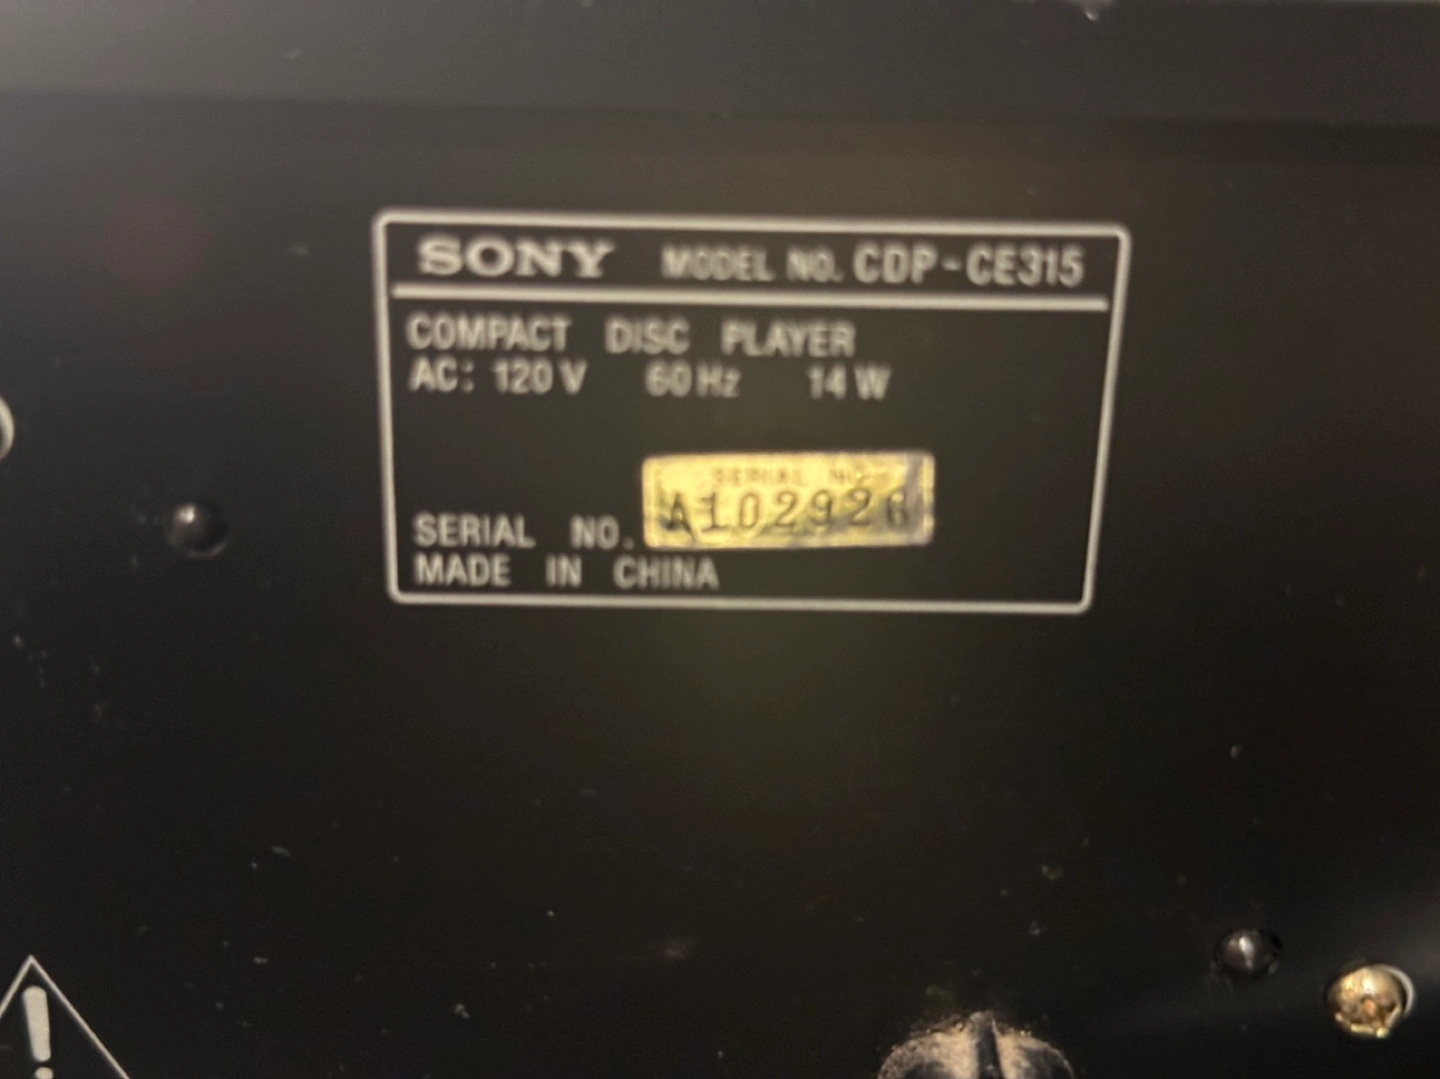 SONY MODEL NO. CDP-CE315
COMPACT DISC PLAYER
AC: 120 V 60 Hz 14 W
SERIAL NO.
SERIAL NO.
MADE IN CHINA